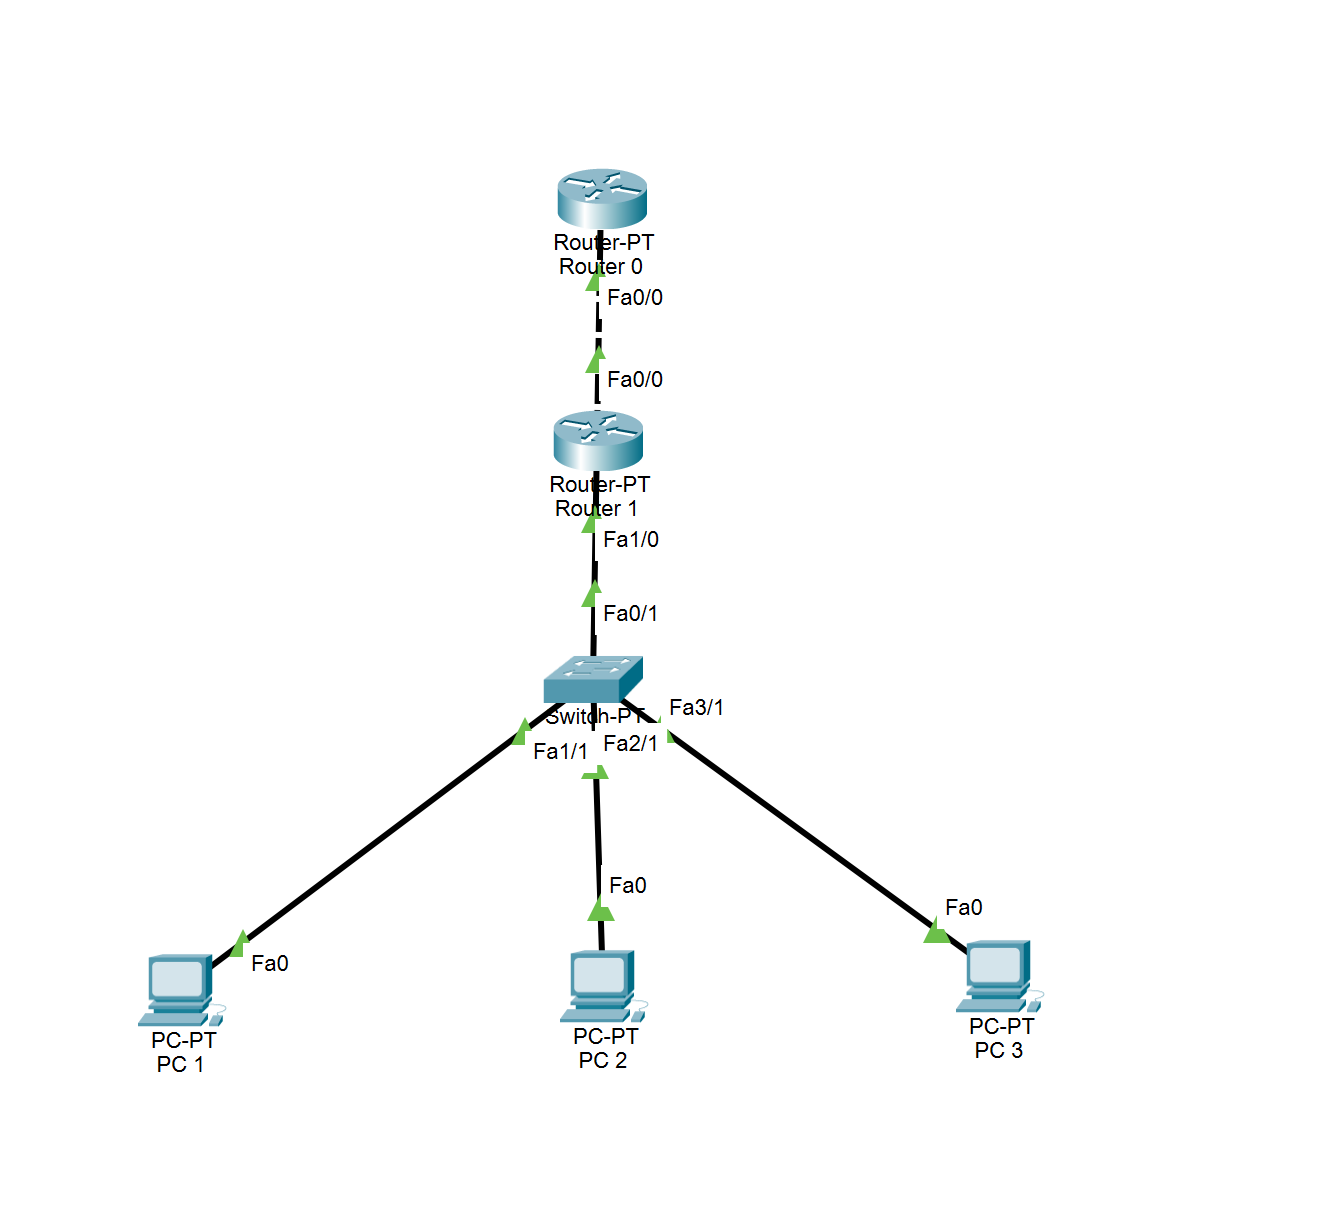 Router-PT
Router 0
Fa0/0
Fa0/0
Router-PT
Router 1
Fa1/0
Fa0/1
Switch-PT
Fa3/1
Fa2/1
Fa1/1
Fa0
Fa0
Fa0
PC-PT
PC 1
PC-PT
PC 2
PC-PT
PC 3